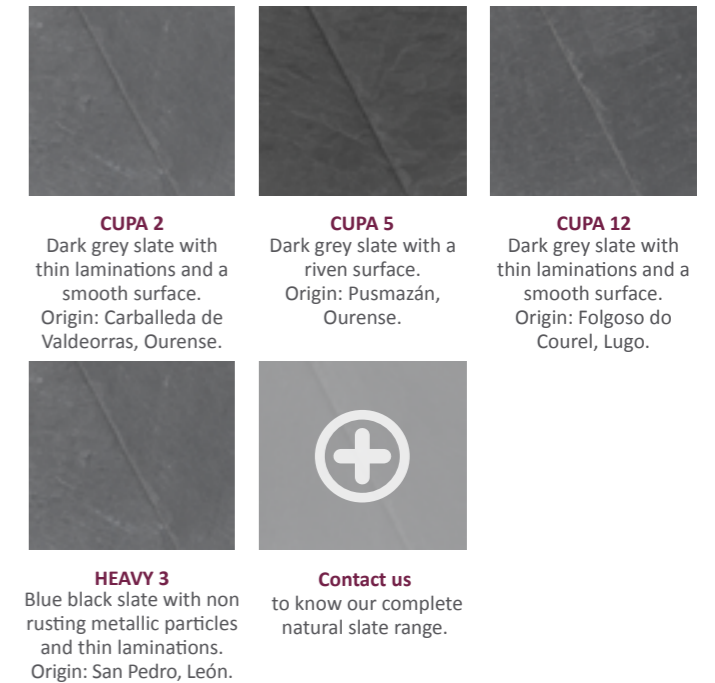 CUPA 2
Dark grey slate with
thin laminations and a
smooth surface.
Origin: Carballeda de
Valdeorras, Ourense.
CUPA 5
Dark grey slate with a
riven surface.
Origin: Pusmazán,
Ourense.
CUPA 12
Dark grey slate with
thin laminations and a
smooth surface.
Origin: Folgoso do
Courel, Lugo.
HEAVY 3
Blue black slate with non
rusting metallic particles
and thin laminations.
Origin: San Pedro, León.
Contact us
to know our complete
natural slate range.